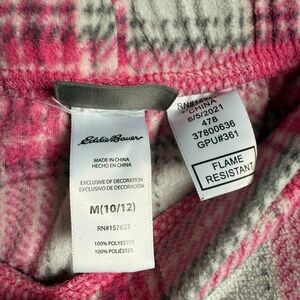 Eddie Bauer
MADE IN CHINA
HECHO EN CHINA
EXCLUSIVE OF DECORATION
EXCLUSIVO DE DECORACIÓN
M(10/12)
RN#157622
100% POLYESTER
100% POLIÉSTER
CHINA
6/5/2021
478
37800636
GPU#361
FLAME
RESISTANT